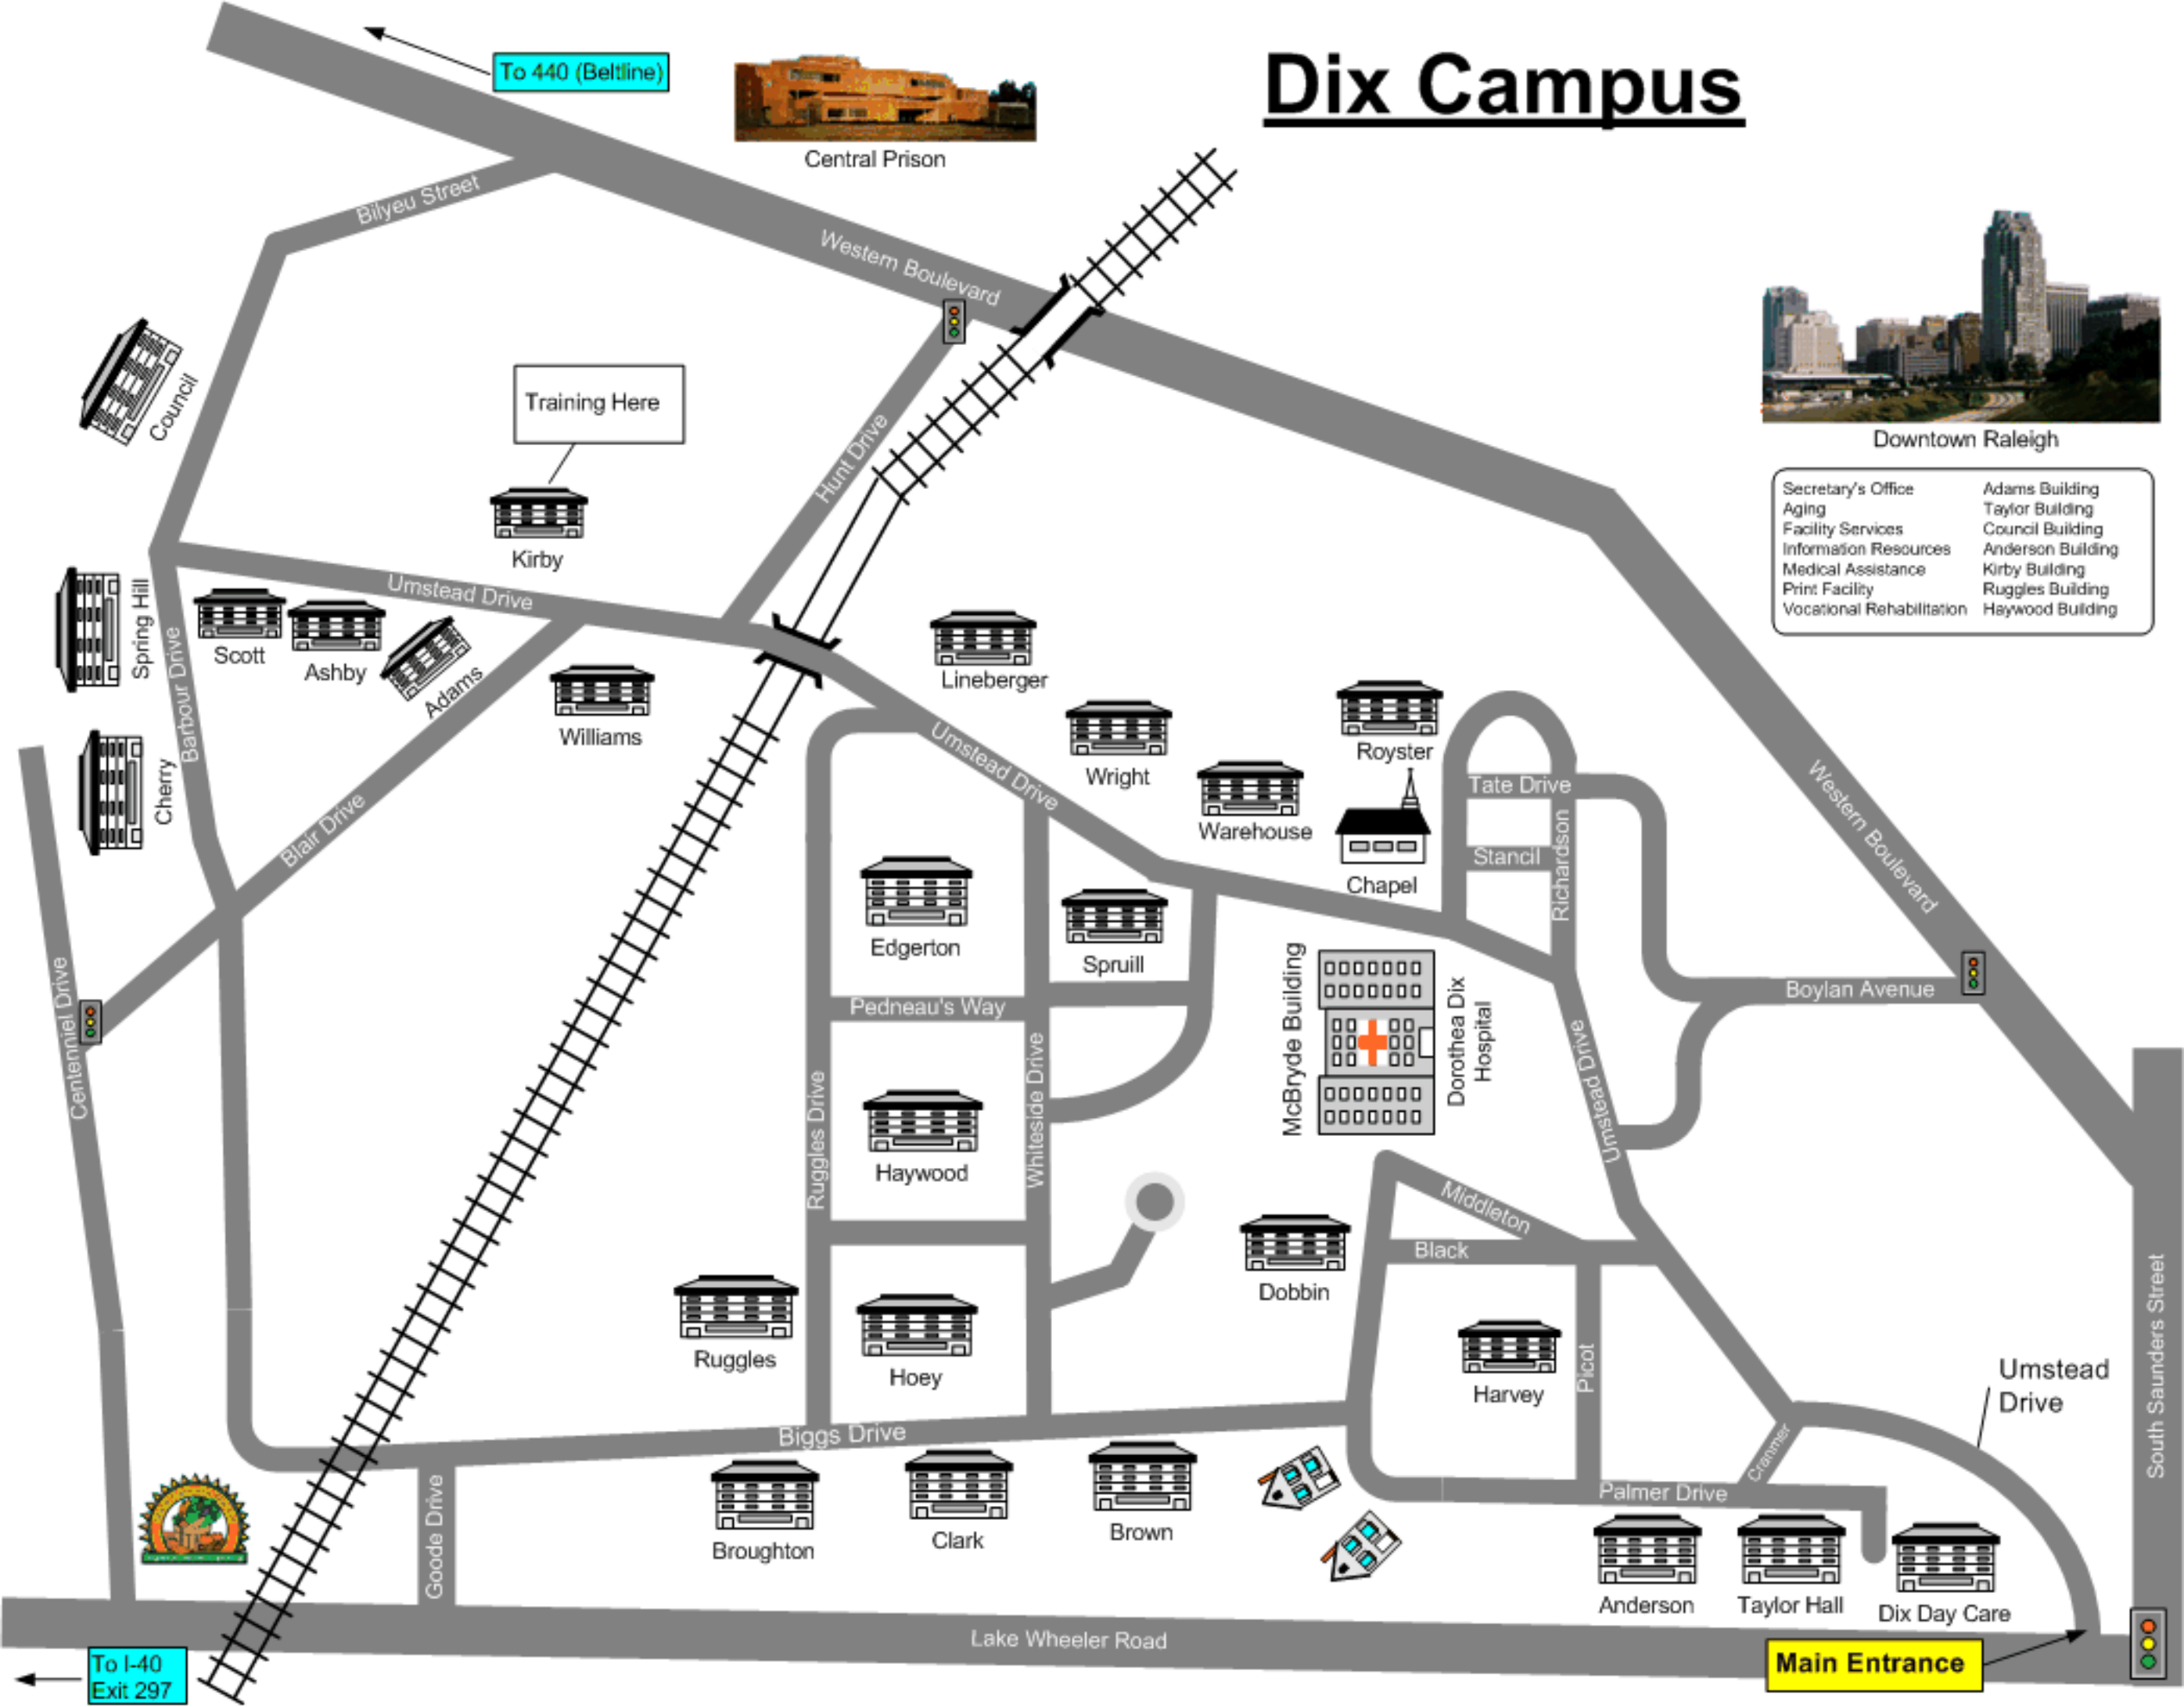 Dix Campus
To 440 (Beltline)
Central Prison
Bilyeu Street
Western Boulevard
Downtown Raleigh
Council
Training Here
Hunt Drive
Kirby
Secretary's Office Adams Building
Aging Taylor Building
Facility Services Council Building
Information Resources Anderson Building
Medical Assistance Kirby Building
Print Facility Ruggles Building
Vocational Rehabilitation Haywood Building
Umstead Drive
Spring Hill
Barbour Drive
Scott
Ashby
Adams
Williams
Lineberger
Umstead Drive
Wright
Warehouse
Royster
Chapel
Tate Drive
Stancil
Richardson
Western Boulevard
Cherry
Blair Drive
Edgerton
Spruill
Pedneau's Way
Centenniel Drive
McBryde Building
Dorothea Dix
Hospital
Umstead Drive
Boylan Avenue
Ruggles Drive
Haywood
Whiteside Drive
Middleton
Black
Dobbin
Ruggles
Hoey
Harvey
Picot
Umstead
Drive
South Saunders Street
Biggs Drive
Cranmer
Palmer Drive
Goode Drive
Broughton
Clark
Brown
Anderson
Taylor Hall
Dix Day Care
Lake Wheeler Road
To I-40
Exit 297
Main Entrance